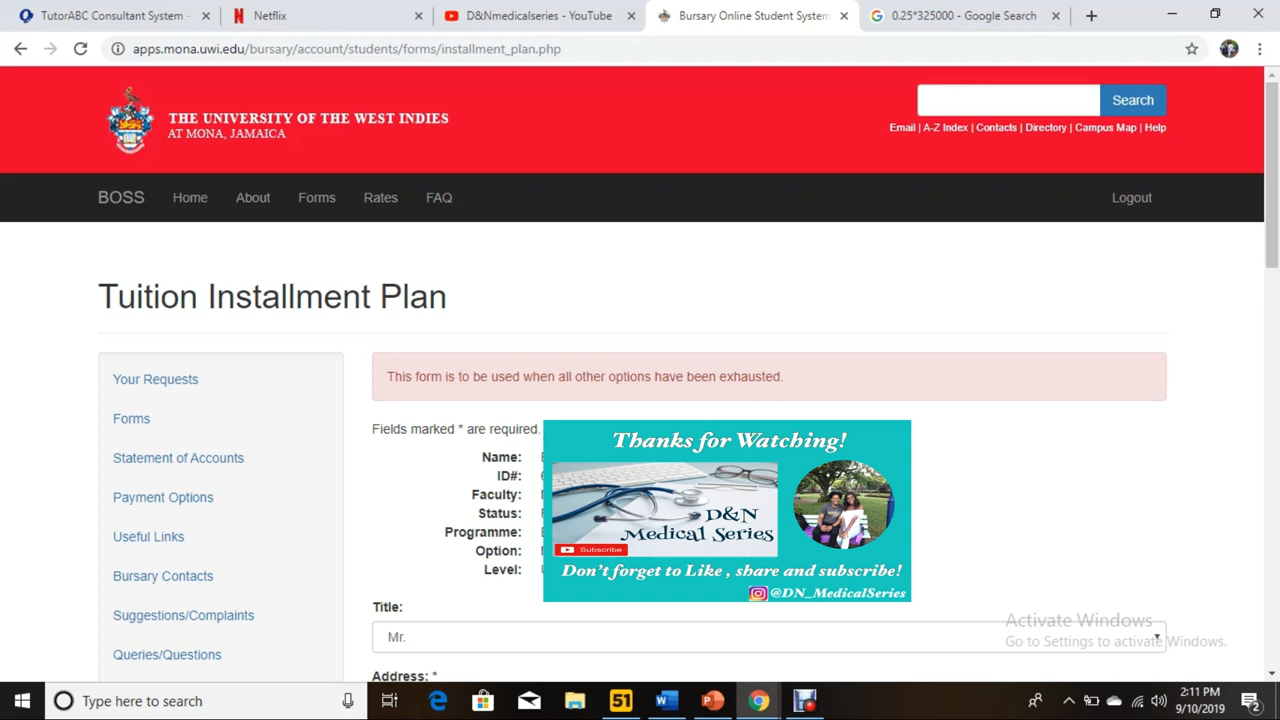 TutorABC Consultant System -
Netflix
D&Nmedicalseries - YouTube
Bursary Online Student System
0.25*325000 - Google Search
apps.mona.uwi.edu/bursary/account/students/forms/installment_plan.php
THE UNIVERSITY OF THE WEST INDIES
AT MONA, JAMAICA
Search
Email | A-Z Index | Contacts | Directory | Campus Map | Help
BOSS Home About Forms Rates FAQ Logout
Tuition Installment Plan
Your Requests
Forms
Statement of Accounts
Payment Options
Useful Links
Bursary Contacts
Suggestions/Complaints
Queries/Questions
This form is to be used when all other options have been exhausted.
Fields marked * are required.
Name:
ID#:
Faculty:
Status:
Programme:
Option:
Level:
Thanks for Watching!
D&N
Medical Series
Subscribe
Don't forget to Like , share and subscribe!
@DN_MedicalSeries
Title:
Mr.
Address: *
Activate Windows
Go to Settings to activate Windows.
Type here to search
51
2:11 PM
9/10/2019
2